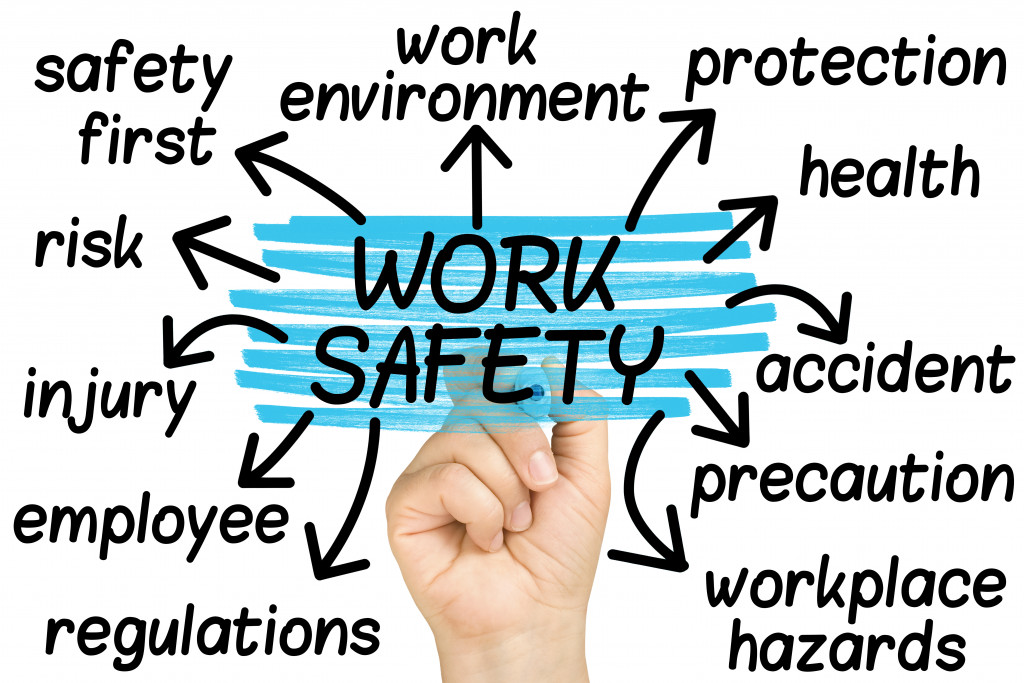 safety
first
work
environment
protection
health
risk
WORK
SAFETY
injury
accident
employee
precaution
regulations
workplace
hazards